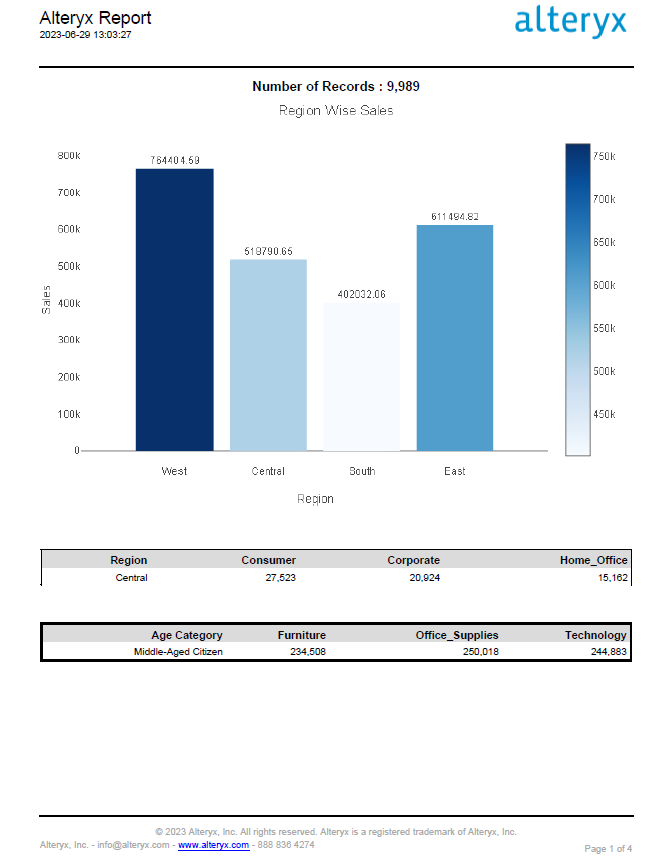 Alteryx Report
2023-06-29 13:03:27
alteryx
Number of Records : 9,989
Region Wise Sales
800k
700k
600k
500k
400k
300k
200k
100k
0
Sales
764404.59
519790.65
402032.06
611494.82
West Central South East
Region
750k
700k
650k
600k
550k
500k
450k
Region Consumer Corporate Home_Office
Central 27,523 20,924 15,162
Age Category Furniture Office_Supplies Technology
Middle-Aged Citizen 234,508 250,018 244,883
© 2023 Alteryx, Inc. All rights reserved. Alteryx is a registered trademark of Alteryx, Inc.
Alteryx, Inc. - info@alteryx.com - www.alteryx.com - 888 836 4274
Page 1 of 4